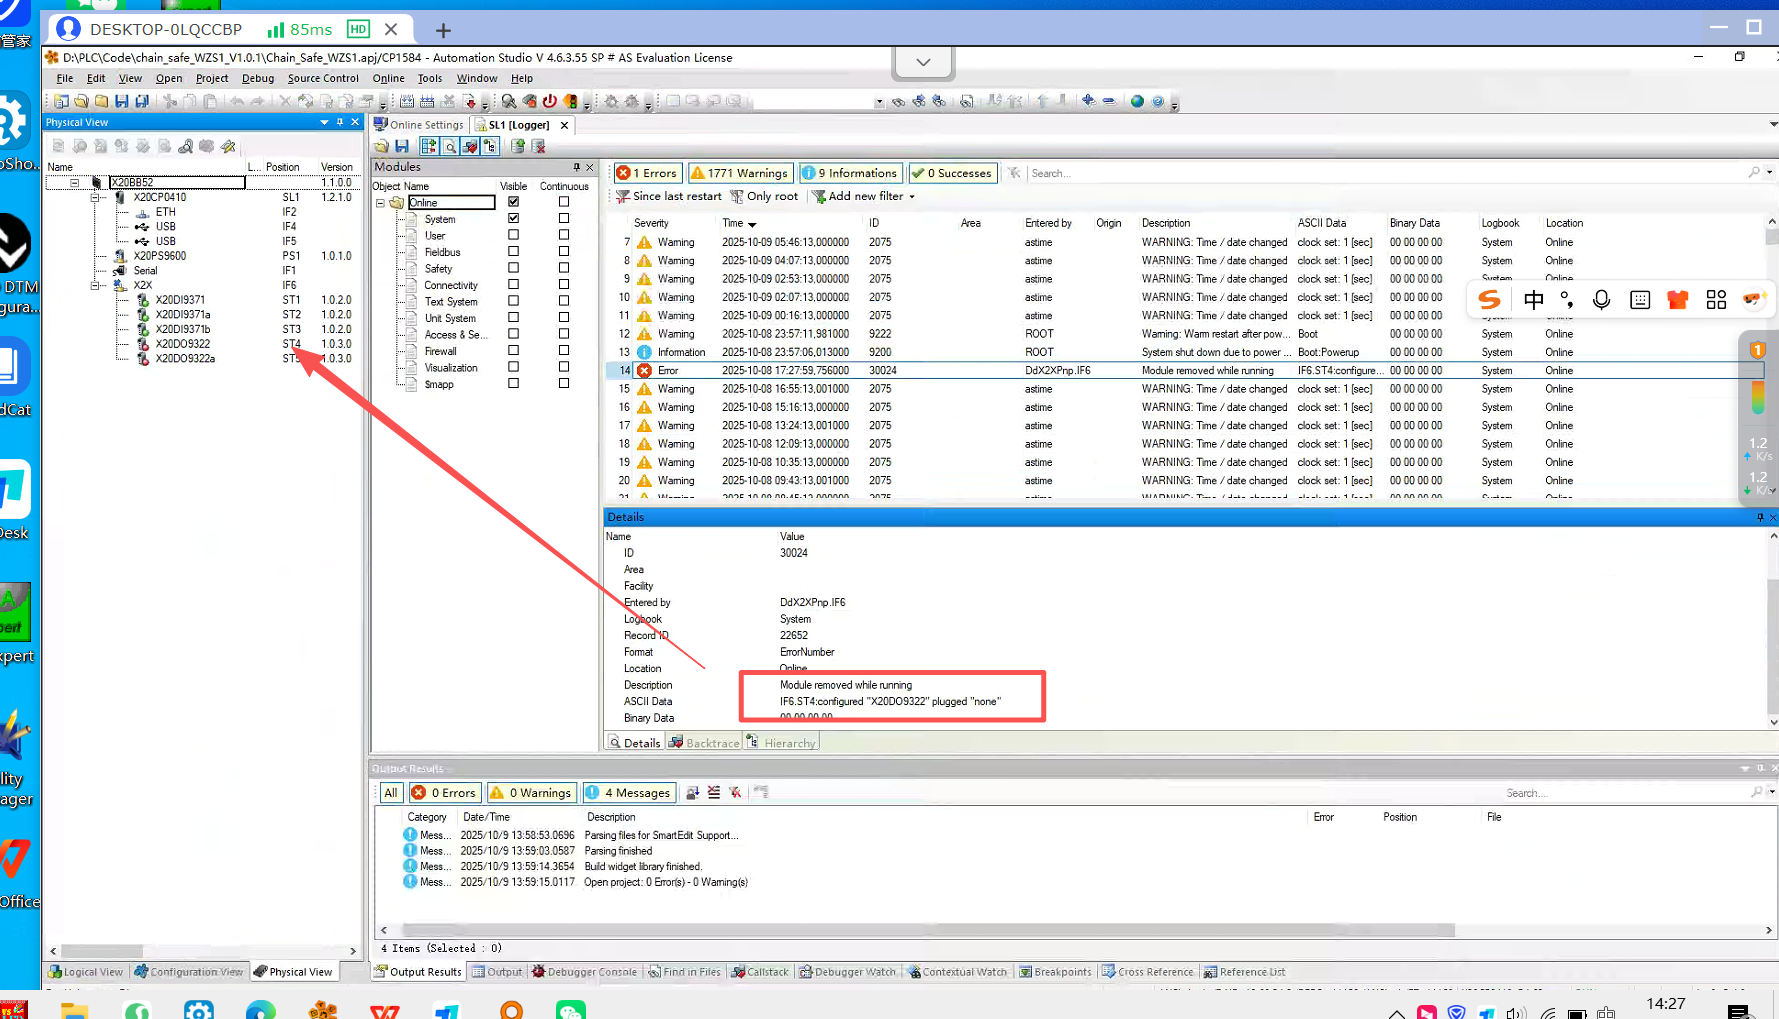 管家
DESKTOP-0LQCCBP 85ms HD
D:\PLC\Code\chain_safe_WZS1_V1.0.1\Chain_Safe_WZS1.apj/CP1584 - Automation Studio V 4.6.3.55 SP # AS Evaluation License
File Edit View Open Project Debug Source Control Online Tools Window Help
Physical View
Name L... Position Version
X20BB52 1.1.0.0
X20CP0410 SL1 1.2.1.0
ETH IF2
USB IF4
USB IF5
X20PS9600 PS1 1.0.1.0
Serial IF1
X2X IF6
X20DI9371 ST1 1.0.2.0
X20DI9371a ST2 1.0.2.0
X20DI9371b ST3 1.0.2.0
X20DO9322 ST4 1.0.3.0
X20DO9322a 1.0.3.0
Logical View Configuration View Physical View
Online Settings SL1 [Logger]
Modules
Object Name Visible Continuous
Online
System
User
Fieldbus
Safety
Connectivity
Text System
Unit System
Access & Se...
Firewall
Visualization
$mapp
1 Errors 1771 Warnings 9 Informations 0 Successes Search...
Since last restart Only root Add new filter
Severity Time ID Area Entered by Origin Description ASCII Data Binary Data Logbook Location
7 Warning 2025-10-09 05:46:13,000000 2075 astime WARNING: Time / date changed clock set: 1 [sec] 00 00 00 00 System Online
8 Warning 2025-10-09 04:07:13,000000 2075 astime WARNING: Time / date changed clock set: 1 [sec] 00 00 00 00 System Online
9 Warning 2025-10-09 02:53:13,000000 2075 astime WARNING: Time / date changed clock set: 1 [sec] 00 00 00 00 System Online
10 Warning 2025-10-09 02:07:13,000000 2075 astime WARNING: Time / date changed clock set: 1 [sec] 00 00 00 00 System Online
11 Warning 2025-10-09 00:16:13,000000 2075 astime WARNING: Time / date changed clock set: 1 [sec] 00 00 00 00 System Online
12 Warning 2025-10-08 23:57:11,981000 9222 ROOT Warning: Warm restart after pow... Boot 00 00 00 00 System Online
13 Information 2025-10-08 23:57:06,013000 9200 ROOT System shut down due to power ... Boot:Powerup 00 00 00 00 System Online
14 Error 2025-10-08 17:27:59,756000 30024 DdX2XPnp.IF6 Module removed while running IF6.ST4:configure... 00 00 00 00 System Online
15 Warning 2025-10-08 16:55:13,001000 2075 astime WARNING: Time / date changed clock set: 1 [sec] 00 00 00 00 System Online
16 Warning 2025-10-08 15:16:13,000000 2075 astime WARNING: Time / date changed clock set: 1 [sec] 00 00 00 00 System Online
17 Warning 2025-10-08 13:24:13,001000 2075 astime WARNING: Time / date changed clock set: 1 [sec] 00 00 00 00 System Online
18 Warning 2025-10-08 12:09:13,000000 2075 astime WARNING: Time / date changed clock set: 1 [sec] 00 00 00 00 System Online
19 Warning 2025-10-08 10:35:13,000000 2075 astime WARNING: Time / date changed clock set: 1 [sec] 00 00 00 00 System Online
20 Warning 2025-10-08 09:43:13,001000 2075 astime WARNING: Time / date changed clock set: 1 [sec] 00 00 00 00 System Online
中
1
1.2
K/s
1.2
K/s
Details
Name Value
ID 30024
Area
Facility
Entered by DdX2XPnp.IF6
Logbook System
Record ID 22652
Format ErrorNumber
Location Online
Description Module removed while running
ASCII Data IF6.ST4:configured "X20DO9322" plugged "none"
Binary Data 00 00 00 00
Details Backtrace Hierarchy
Output Results
All 0 Errors 0 Warnings 4 Messages Search...
Category Date/Time Description Error Position File
Mess... 2025/10/9 13:58:53.0696 Parsing files for SmartEdit Support...
Mess... 2025/10/9 13:59:03.0587 Parsing finished
Mess... 2025/10/9 13:59:14.3654 Build widget library finished.
Mess... 2025/10/9 13:59:15.0117 Open project: 0 Error(s) - 0 Warning(s)
4 Items (Selected : 0)
Output Results Output Debugger Console Find in Files Callstack Debugger Watch Contextual Watch Breakpoints Cross Reference Reference List
14:27
oSho...
DTM
gura...
dCat
Desk
pert
xpert
lity
ager
Office